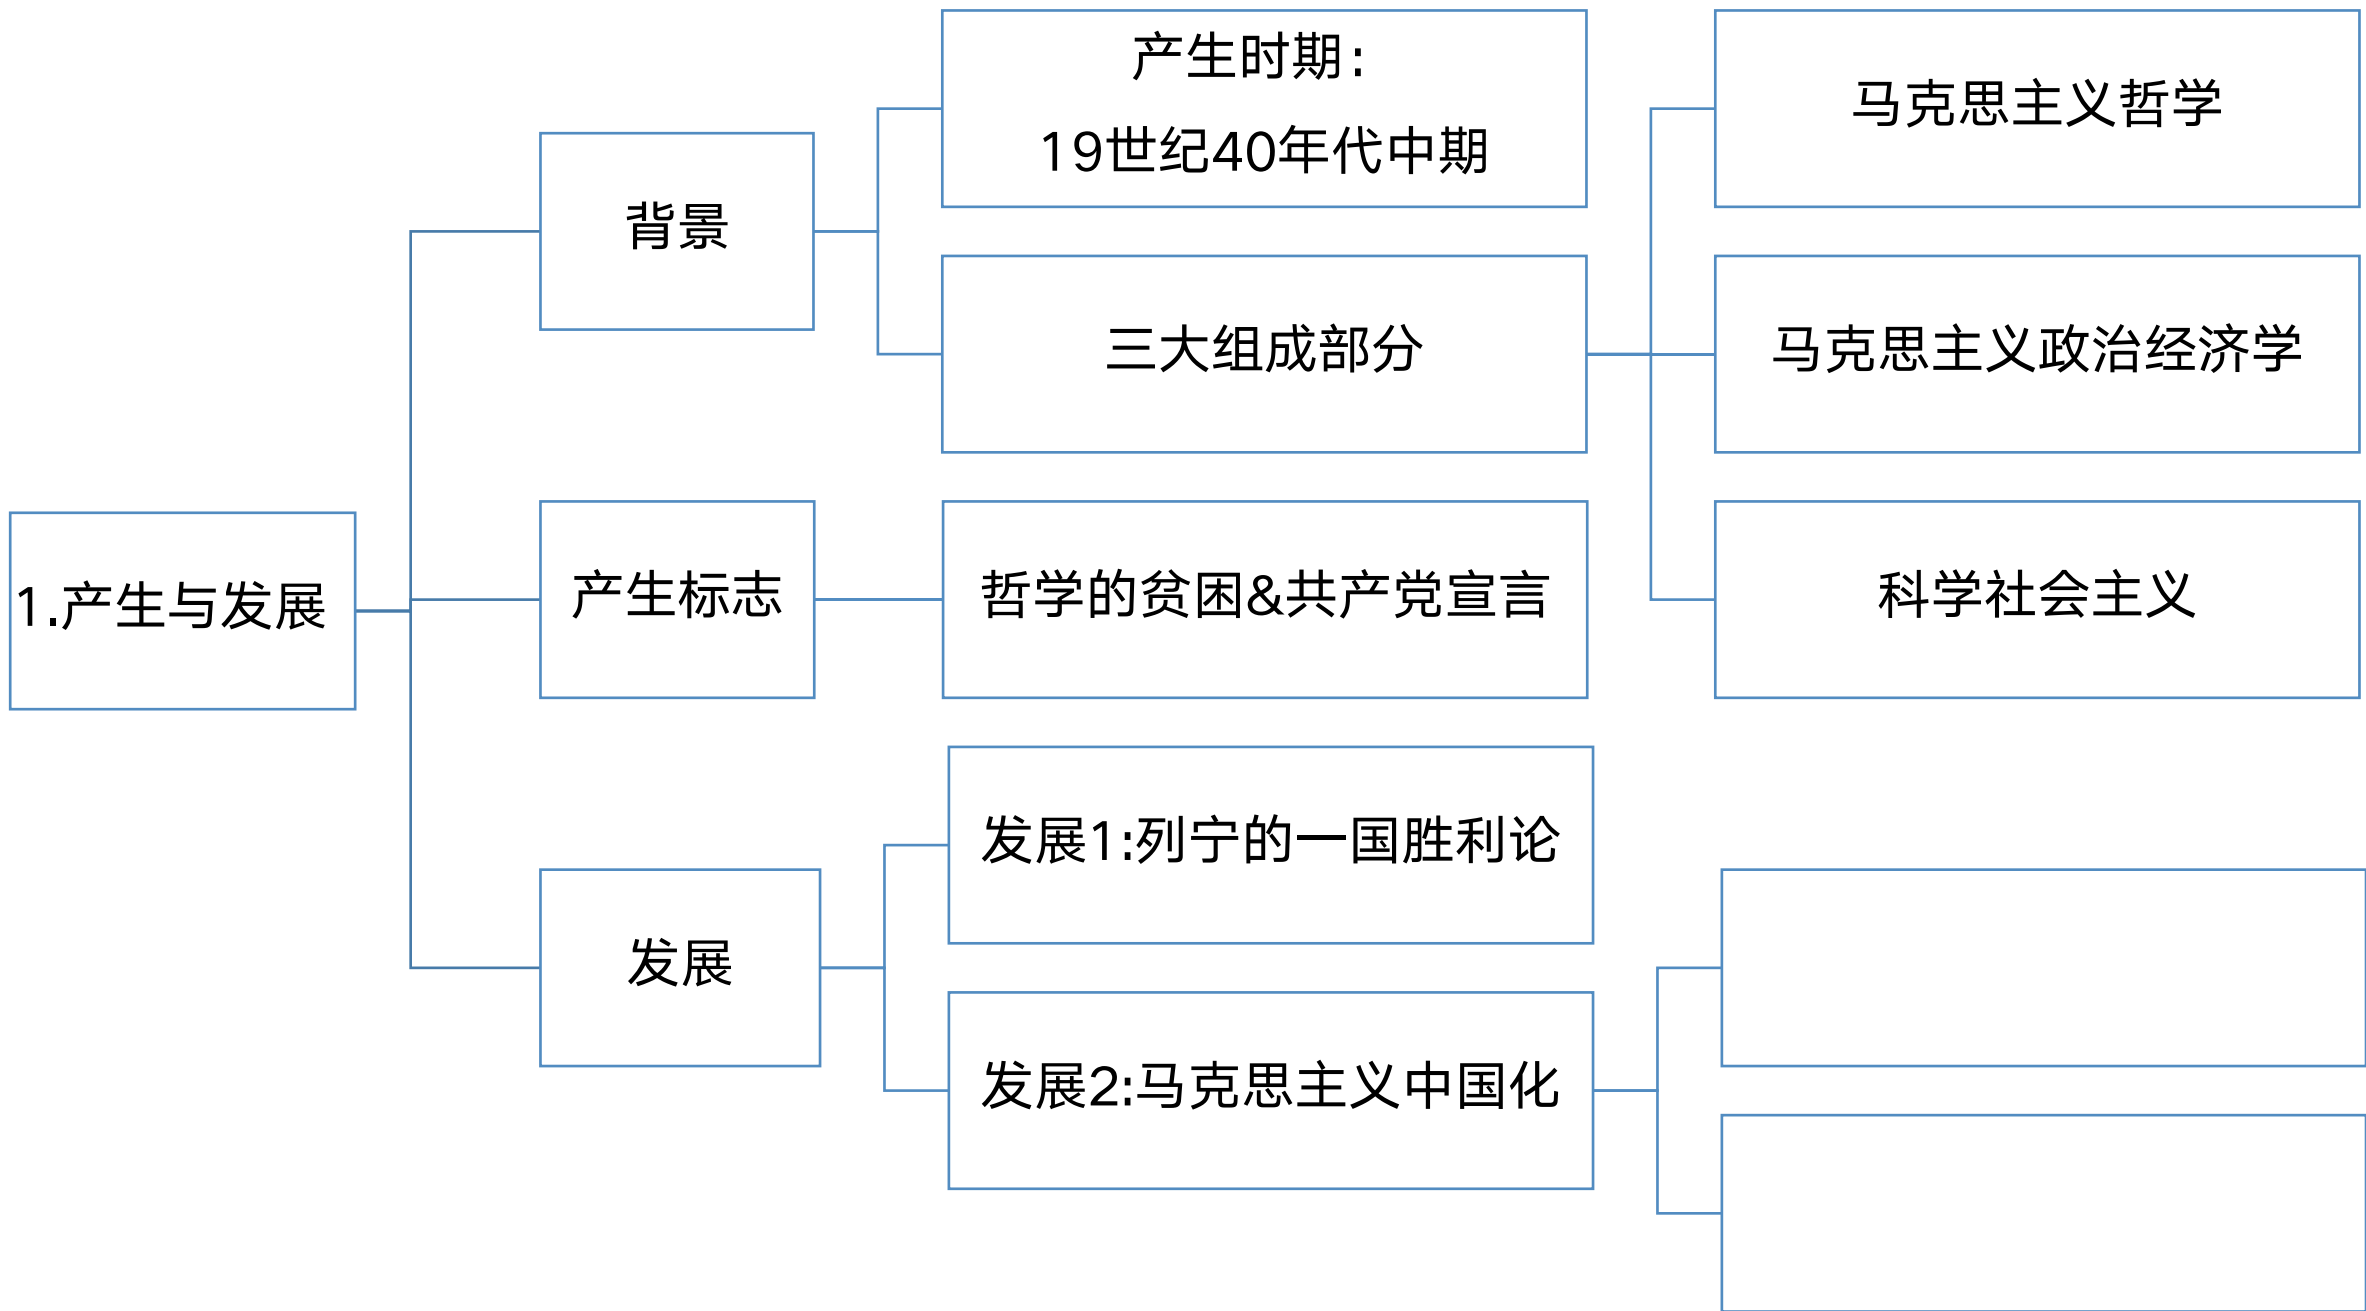 产生时期:
19世纪40年代中期
马克思主义哲学
背景
三大组成部分
马克思主义政治经济学
1.产生与发展
产生标志
哲学的贫困&共产党宣言
科学社会主义
发展1:列宁的一国胜利论
发展
发展2:马克思主义中国化